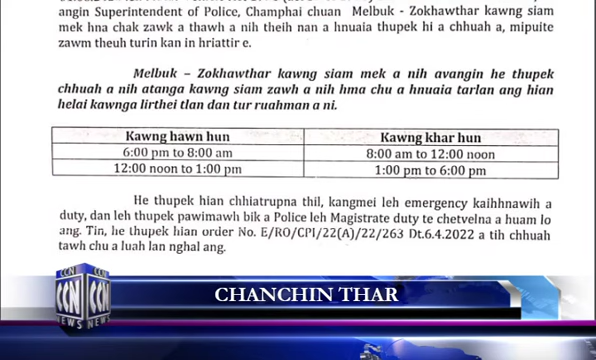 angin Superintendent of Police, Champhai chuan Melbuk - Zokhawthar kawng siam
mek hna chak zawk a thawh a nih theih nan a hnuaia thupek hi a chhuah a, mipuite
zawm theuh turin kan in hriattir e.
Melbuk – Zokhawthar kawng siam mek a nih avangin he thupek
chhuah a nih atanga kawng siam zawh a nih hma chu a hnuaia tarlan ang hian
helai kawnga lirthei tlan dan tur ruahman a ni.
Kawng hawn hun Kawng khar hun
6:00 pm to 8:00 am 8:00 am to 12:00 noon
12:00 noon to 1:00 pm 1:00 pm to 6:00 pm
He thupek hian chhiatrupna thil, kangmei leh emergency kaihhnawih a
duty, dan leh thupek pawimawh bik a Police leh Magistrate duty te chetvelna a huam lo
ang. Tin, he thupek hian order No. E/RO/CPI/22(A)/22/263 Dt.6.4.2022 a tih chhuah
tawh chu a luah lan nghal ang.
CCN CCN
CCN CCN
NEWS NEWS
CHANCHIN THAR